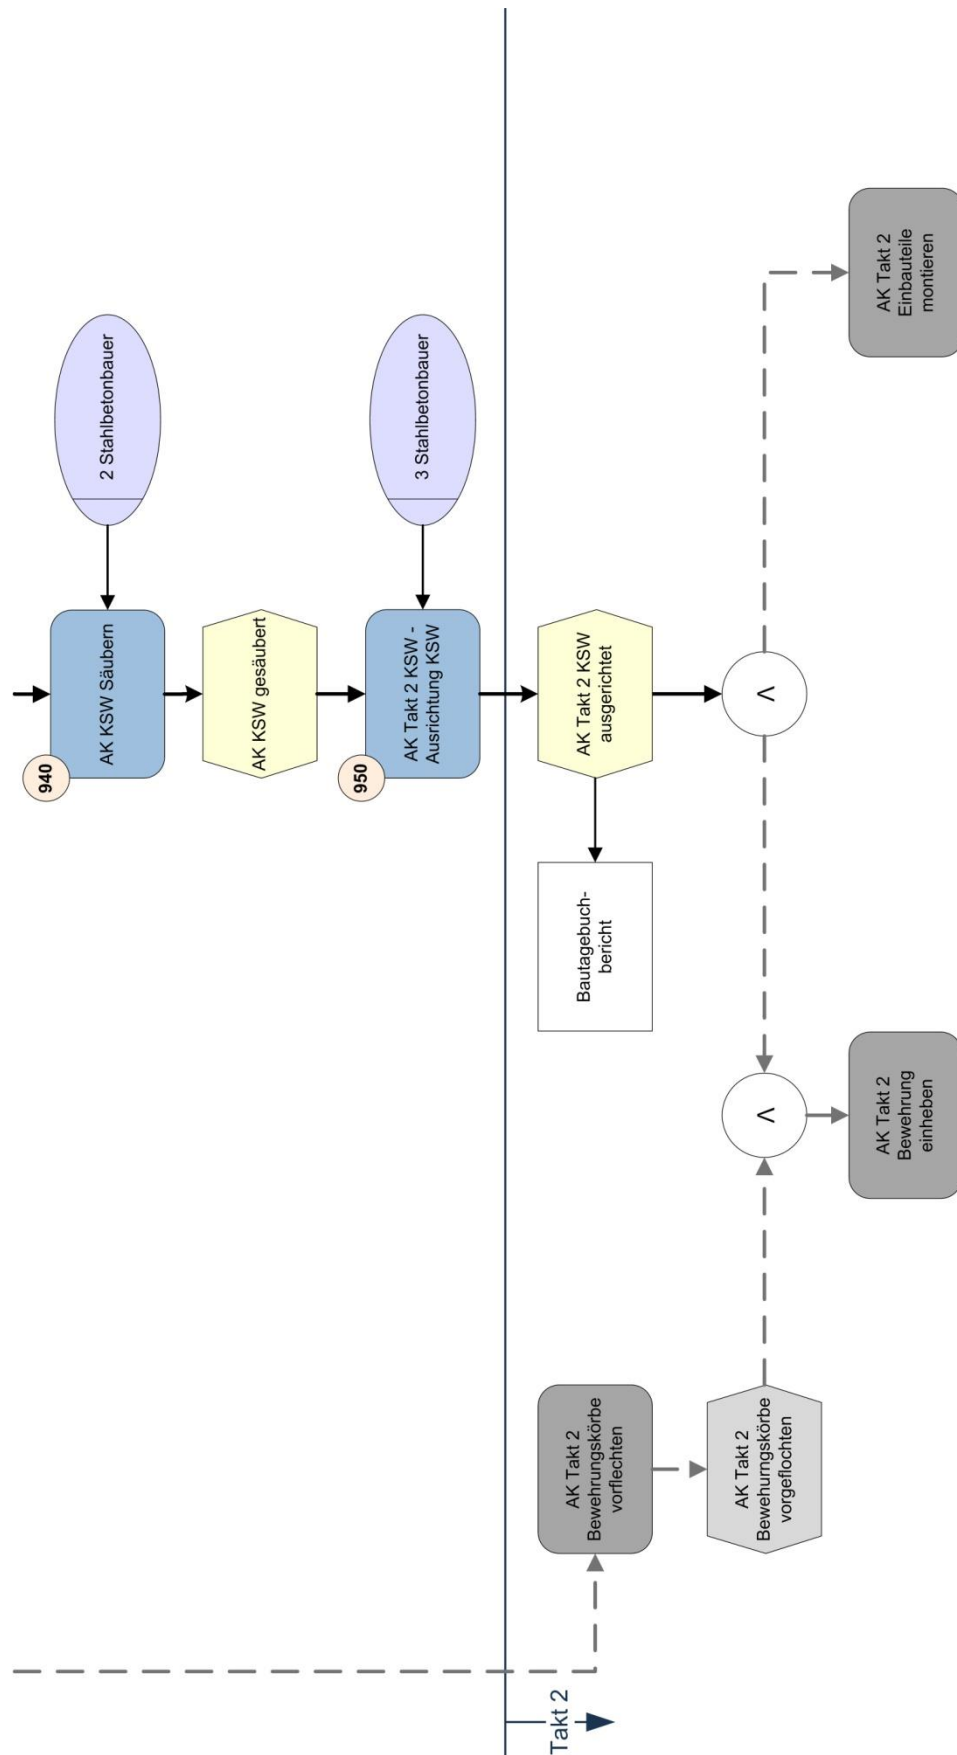 940
AK KSW Säubern
2 Stahlbetonbauer
AK KSW gesäubert
950
AK Takt 2 KSW -
Ausrichtung KSW
3 Stahlbetonbauer
Takt 2
AK Takt 2
Bewehrungskörbe
vorflechten
Bautagebuch-
bericht
AK Takt 2 KSW
ausgerichtet
AK Takt 2
Bewehurngskörbe
vorgeflochten
V
V
AK Takt 2
Bewehrung
einheben
AK Takt 2
Einbauteile
montieren